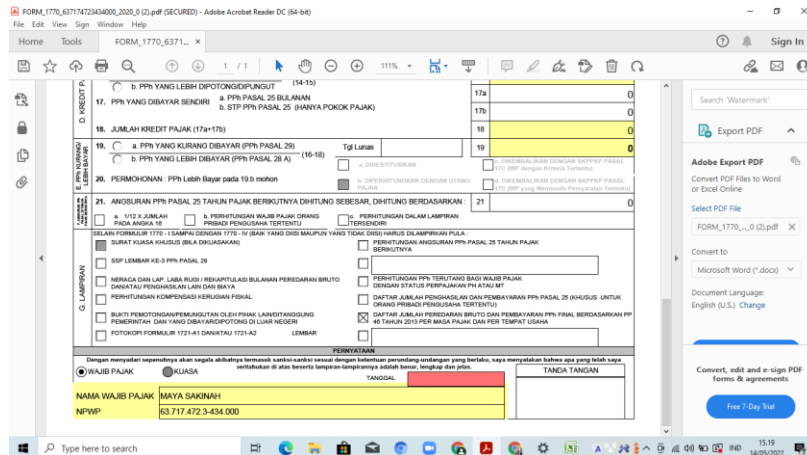 FORM_1770_637174723434000_2020_0 (2).pdf (SECURED) - Adobe Acrobat Reader DC (64-bit)
File Edit View Sign Window Help
Home Tools FORM_1770_6371... × Sign In
1 / 1 111%
D. KREDIT P
b. PPh YANG LEBIH DIPOTONG/DIPUNGUT (14-15)
17. PPh YANG DIBAYAR SENDIRI a. PPh PASAL 25 BULANAN 17a 0
b. STP PPh PASAL 25 (HANYA POKOK PAJAK) 17b 0
18. JUMLAH KREDIT PAJAK (17a+17b) 18 0
E. PPh KURANG/ LEBIH BAYAR
19. a. PPh YANG KURANG DIBAYAR (PPh PASAL 29) Tgl Lunas 19 0
b. PPh YANG LEBIH DIBAYAR (PPh PASAL 28 A) (16-18)
a. DIRESTITUSIKAN
c. DIKEMBALIKAN DENGAN SKPPKP PASAL 17C (WP dengan Kriteria Tertentu)
20. PERMOHONAN : PPh Lebih Bayar pada 19.b mohon
b. DIPERHITUNGKAN DENGAN UTANG PAJAK
d. DIKEMBALIKAN DENGAN SKPPKP PASAL 17D (WP yang Memenuhi Persyaratan Tertentu)
21. ANGSURAN PPh PASAL 25 TAHUN PAJAK BERIKUTNYA DIHITUNG SEBESAR, DIHITUNG BERDASARKAN : 21 0
a. 1/12 X JUMLAH PADA ANGKA 16
b. PERHITUNGAN WAJIB PAJAK ORANG PRIBADI PENGUSAHA TERTENTU
c. PERHITUNGAN DALAM LAMPIRAN TERSENDIRI
G. LAMPIRAN
SELAIN FORMULIR 1770 - I SAMPAI DENGAN 1770 - IV (BAIK YANG DIISI MAUPUN YANG TIDAK DIISI) HARUS DILAMPIRKAN PULA :
SURAT KUASA KHUSUS (BILA DIKUASAKAN)
PERHITUNGAN ANGSURAN PPh PASAL 25 TAHUN PAJAK BERIKUTNYA
SSP LEMBAR KE-3 PPh PASAL 29
NERACA DAN LAP. LABA RUGI / REKAPITULASI BULANAN PEREDARAN BRUTO DAN/ATAU PENGHASILAN LAIN DAN BIAYA
PERHITUNGAN PPh TERUTANG BAGI WAJIB PAJAK DENGAN STATUS PERPAJAKAN PH ATAU MT
PERHITUNGAN KOMPENSASI KERUGIAN FISKAL
DAFTAR JUMLAH PENGHASILAN DAN PEMBAYARAN PPh PASAL 25 (KHUSUS UNTUK ORANG PRIBADI PENGUSAHA TERTENTU)
BUKTI PEMOTONGAN/PEMUNGUTAN OLEH PIHAK LAIN/DITANGGUNG PEMERINTAH DAN YANG DIBAYAR/DIPOTONG DI LUAR NEGERI
DAFTAR JUMLAH PEREDARAN BRUTO DAN PEMBAYARAN PPh FINAL BERDASARKAN PP 46 TAHUN 2013 PER MASA PAJAK DAN PER TEMPAT USAHA
FOTOKOPI FORMULIR 1721-A1 DAN/ATAU 1721-A2 LEMBAR
PERNYATAAN
Dengan menyadari sepenuhnya akan segala akibatnya termasuk sanksi-sanksi sesuai dengan ketentuan perundang-undangan yang berlaku, saya menyatakan bahwa apa yang telah saya
beritahukan di atas beserta lampiran-lampirannya adalah benar, lengkap dan jelas.
WAJIB PAJAK KUASA TANGGAL TANDA TANGAN
NAMA WAJIB PAJAK MAYA SAKINAH
NPWP 63.717.472.3-434.000
Search 'Watermark'
Export PDF
Adobe Export PDF
Convert PDF Files to Word
or Excel Online
Select PDF File
FORM_1770_..._0 (2).pdf ×
Convert to
Microsoft Word (*.docx)
Document Language:
English (U.S.) Change
Convert, edit and e-sign PDF
forms & agreements
Free 7-Day Trial
Type here to search
IND
15.19
14/05/2022